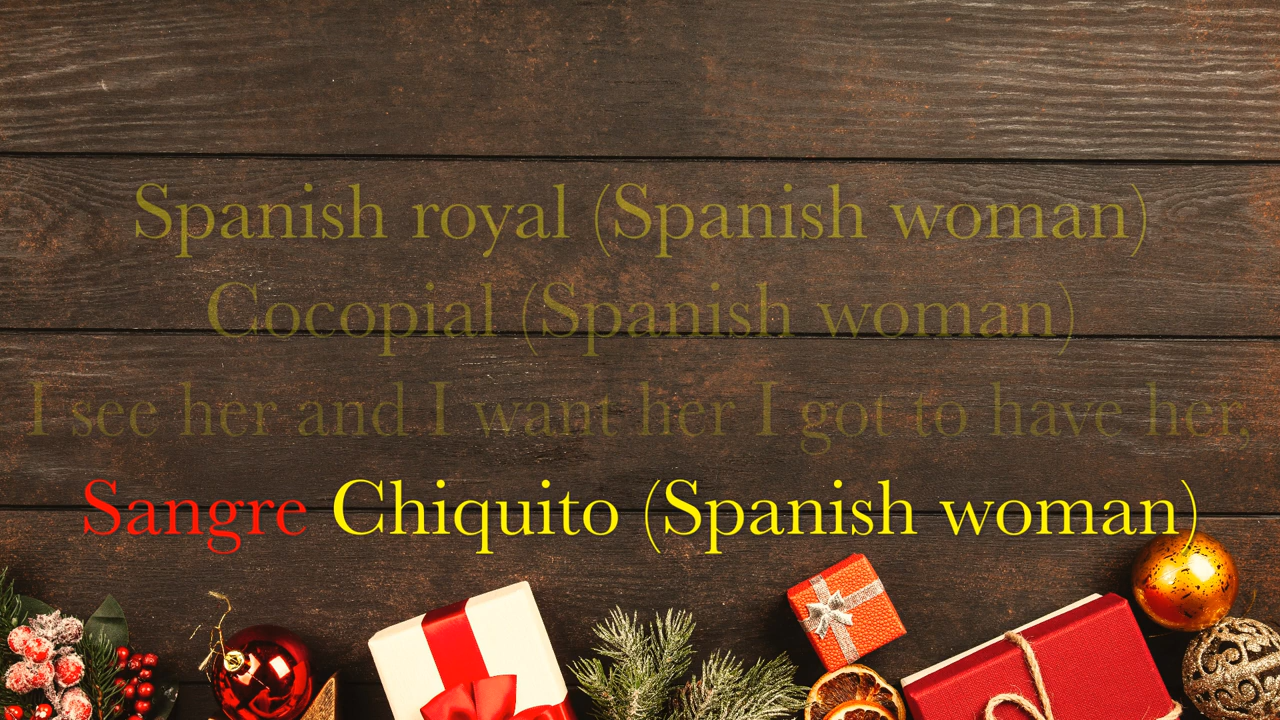 Spanish royal (Spanish woman)
Cocopial (Spanish woman)
I see her and I want her I got to have her,
Sangre Chiquito (Spanish woman)